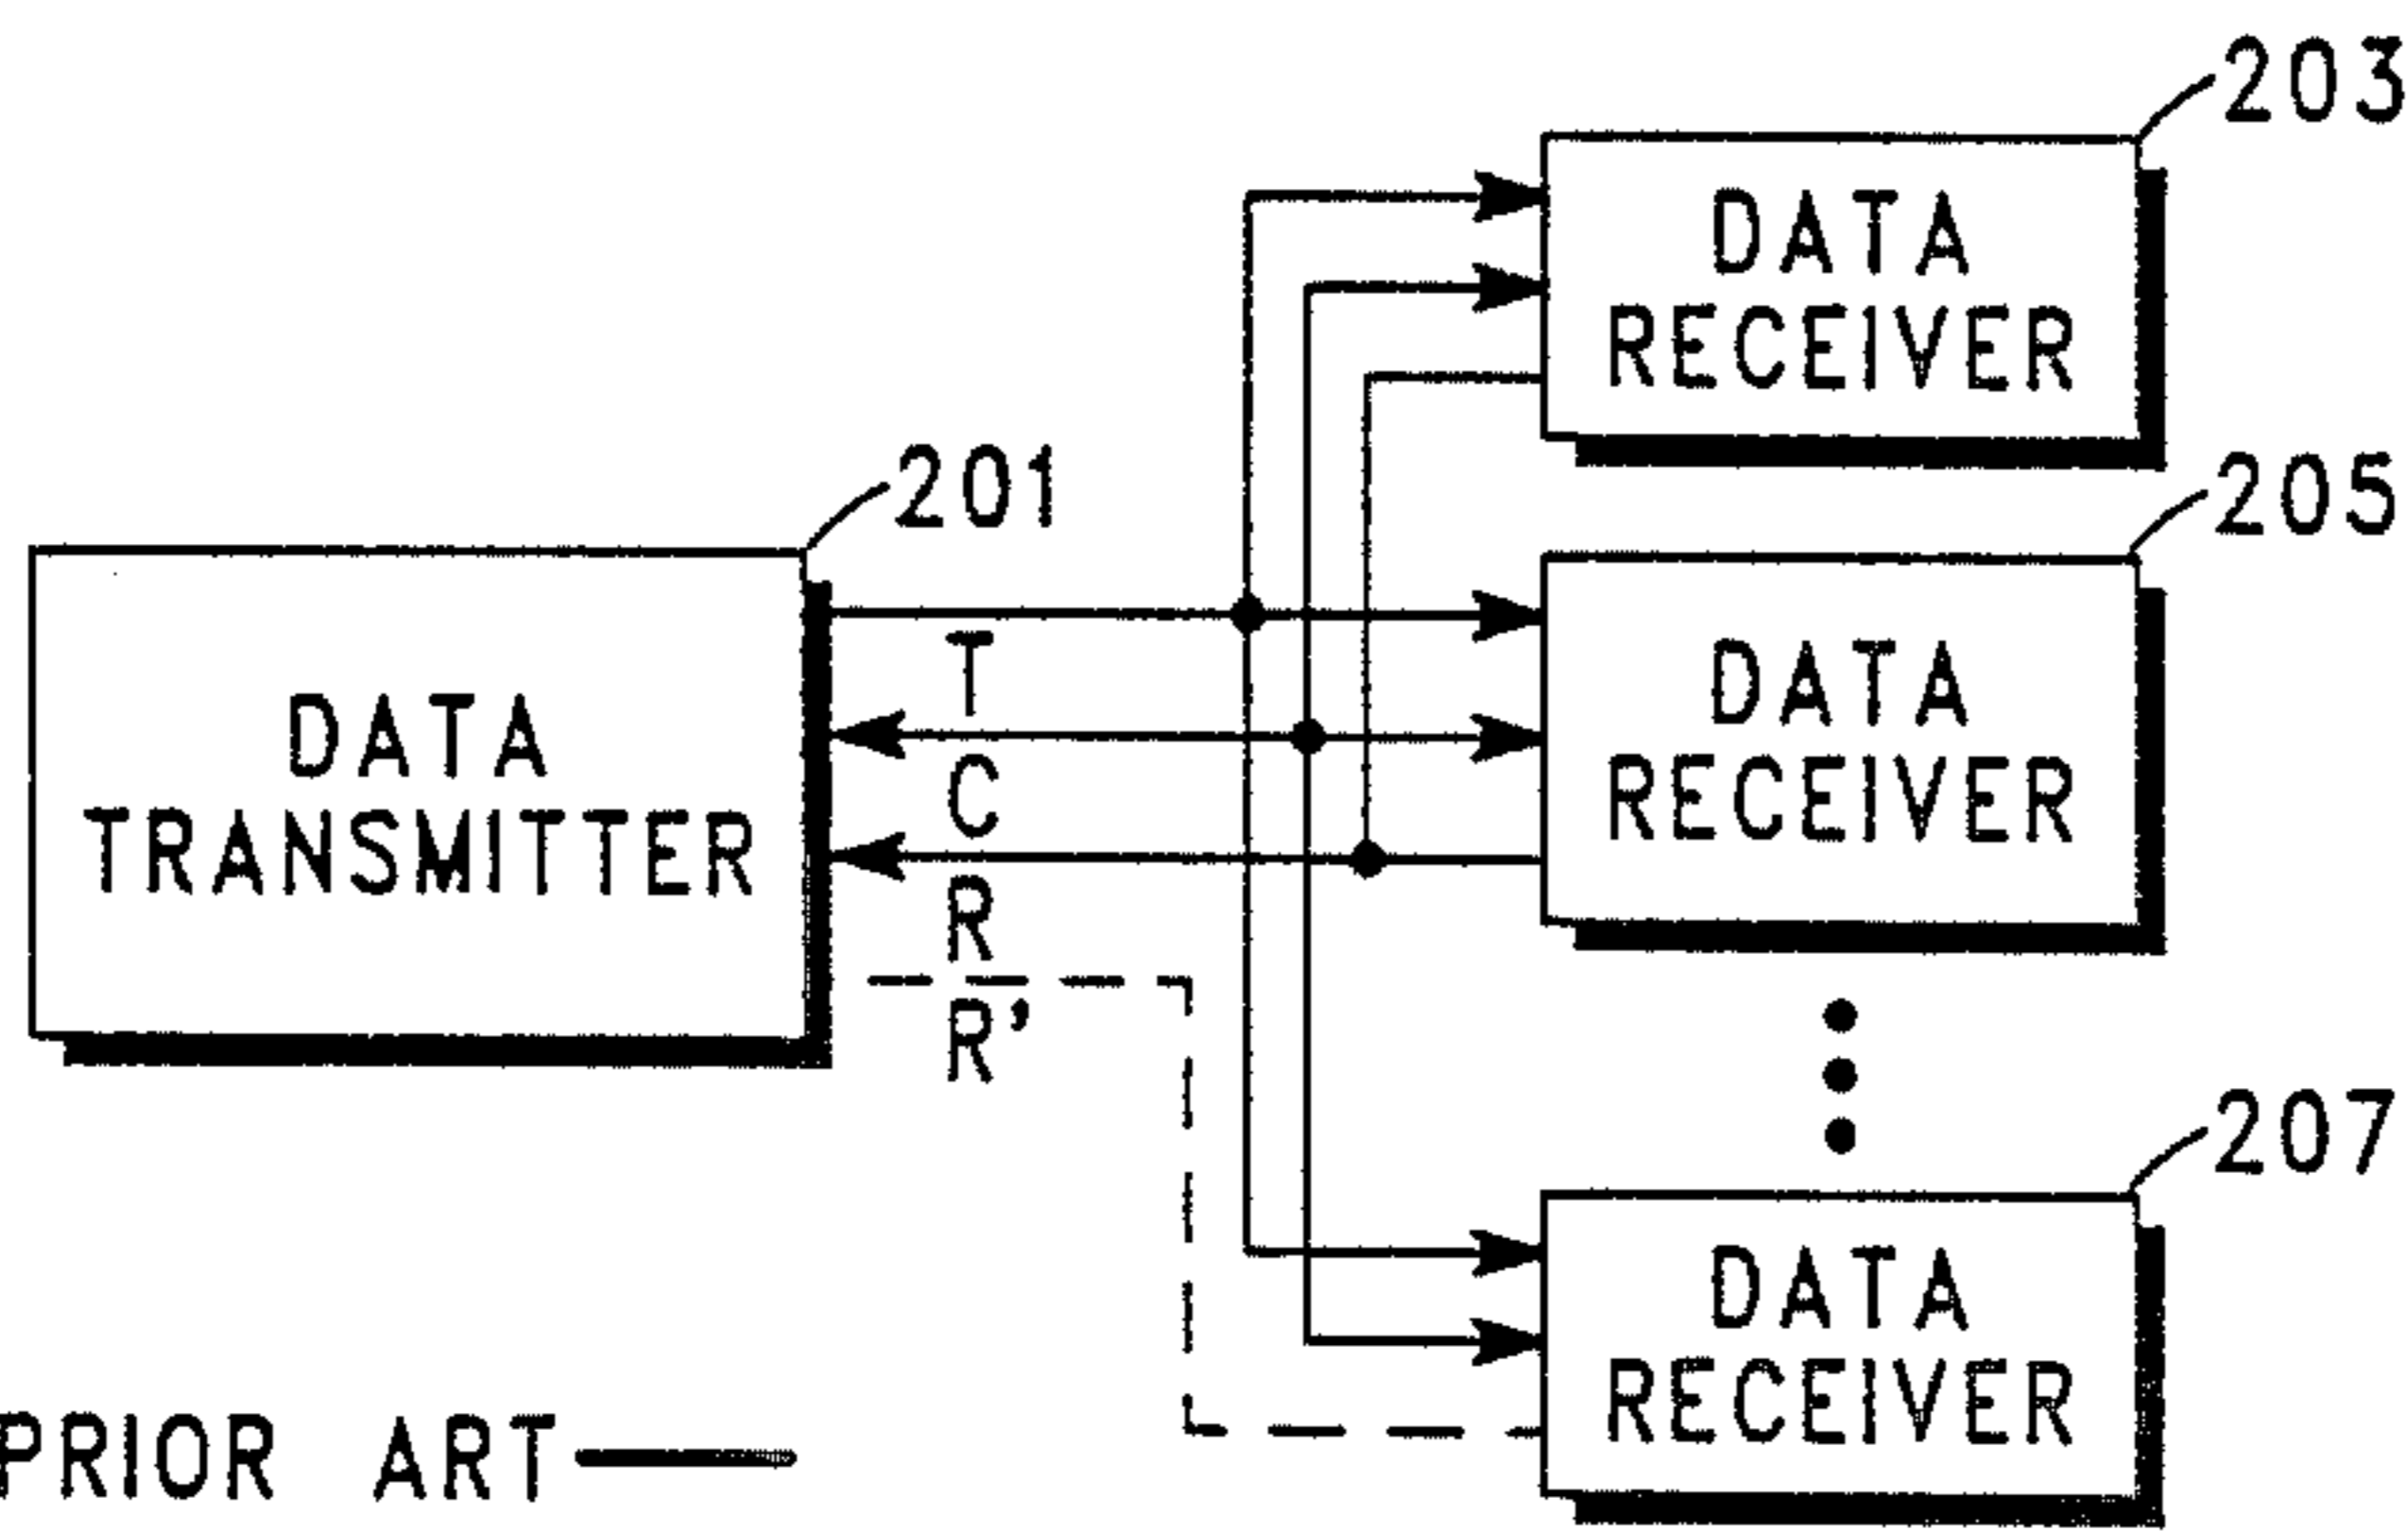 203
DATA
RECEIVER
201
205
DATA
TRANSMITTER
T
C
R
R'
DATA
RECEIVER
207
DATA
RECEIVER
PRIOR ART